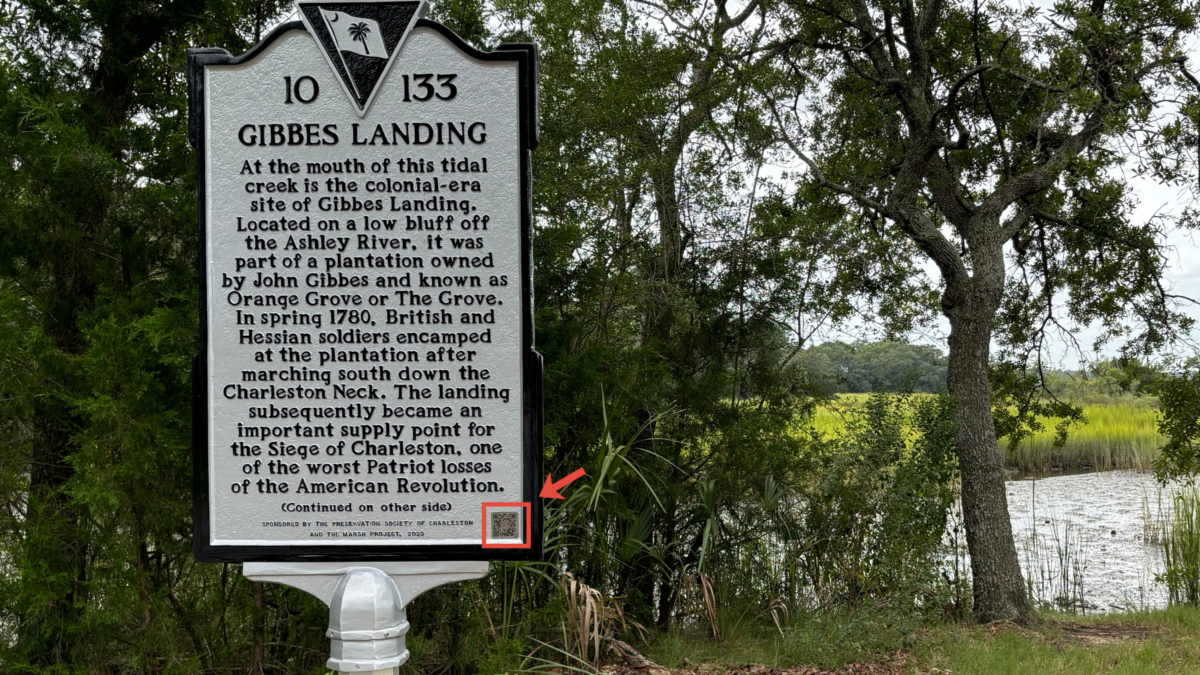 10 133
GIBBES LANDING
At the mouth of this tidal
creek is the colonial-era
site of Gibbes Landing.
Located on a low bluff off
the Ashley River, it was
part of a plantation owned
by John Gibbes and known as
Orange Grove or The Grove.
In spring 1780, British and
Hessian soldiers encamped
at the plantation after
marching south down the
Charleston Neck. The landing
subsequently became an
important supply point for
the Siege of Charleston, one
of the worst Patriot losses
of the American Revolution.
(Continued on other side)
SPONSORED BY THE PRESERVATION SOCIETY OF CHARLESTON
AND THE MARSH PROJECT, 2023